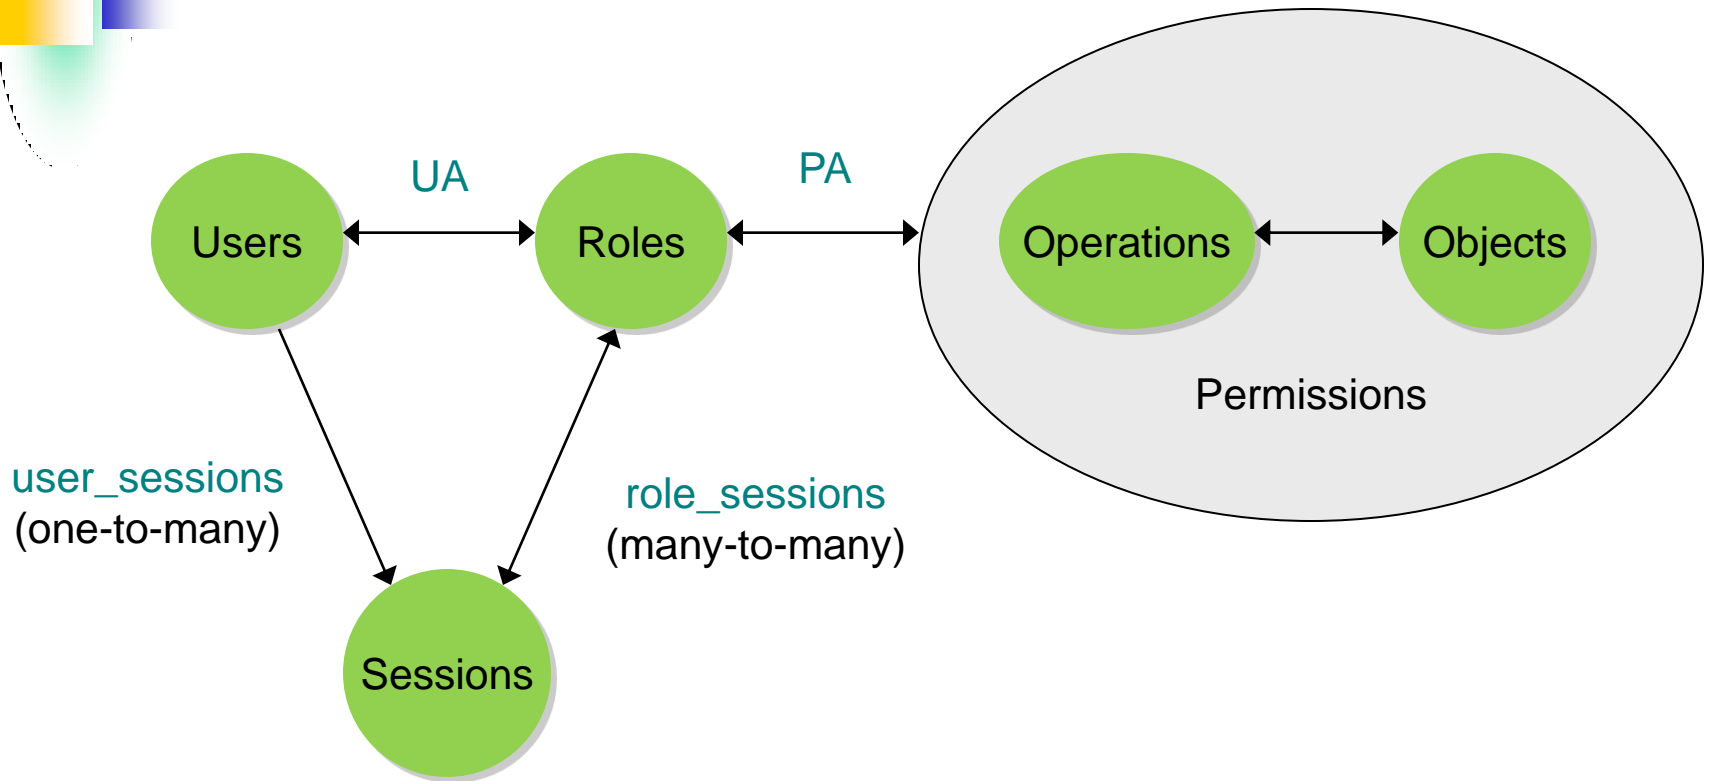 UA
PA
Users
Roles
Operations
Objects
Permissions
user_sessions
(one-to-many)
role_sessions
(many-to-many)
Sessions